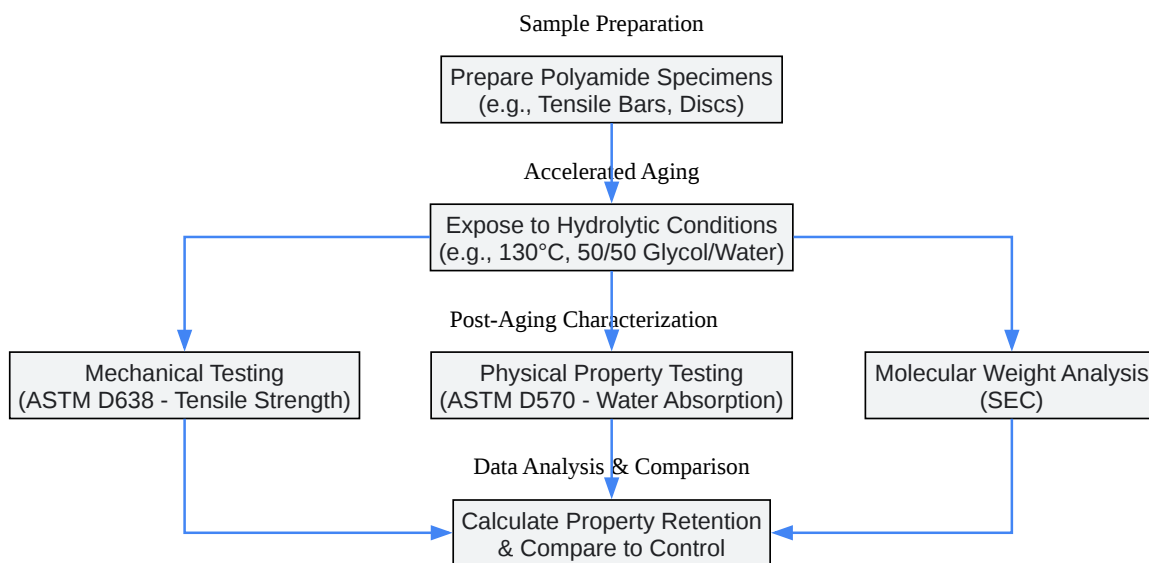 Sample Preparation
Prepare Polyamide Specimens
(e.g., Tensile Bars, Discs)
Accelerated Aging
Expose to Hydrolytic Conditions
(e.g., 130°C, 50/50 Glycol/Water)
Post-Aging Characterization
Mechanical Testing
(ASTM D638 - Tensile Strength)
Physical Property Testing
(ASTM D570 - Water Absorption)
Molecular Weight Analysis
(SEC)
Data Analysis & Comparison
Calculate Property Retention
& Compare to Control